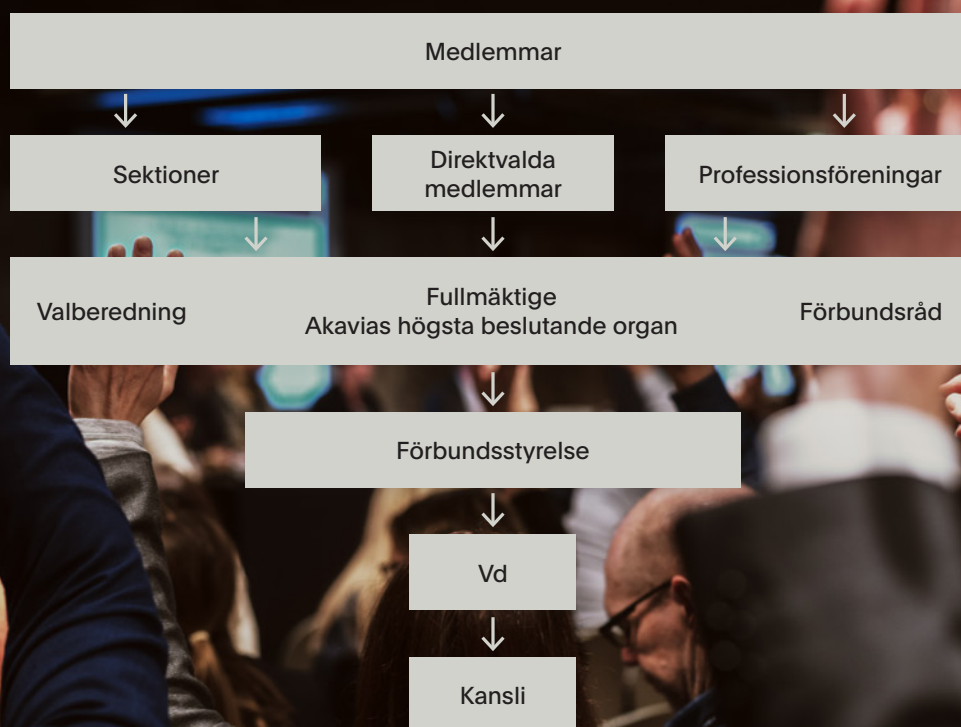 Medlemmar
Sektioner
Direktvalda
medlemmar
Professionsföreningar
Valberedning
Fullmäktige
Akavias högsta beslutande organ
Förbundsråd
Förbundsstyrelse
Vd
Kansli